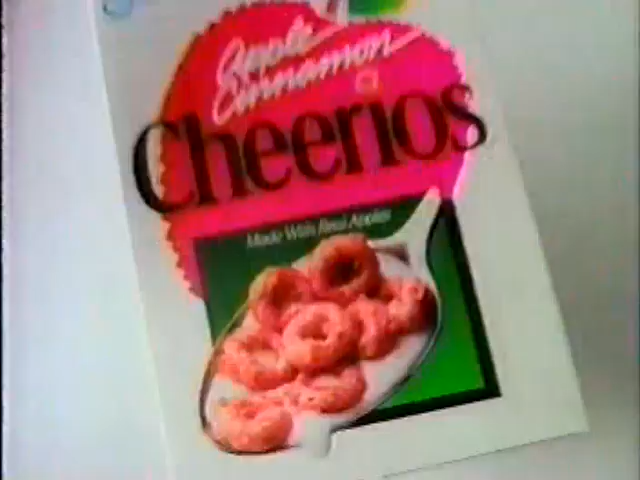 Apple
Cinnamon
Cheerios
Made With Real Apples